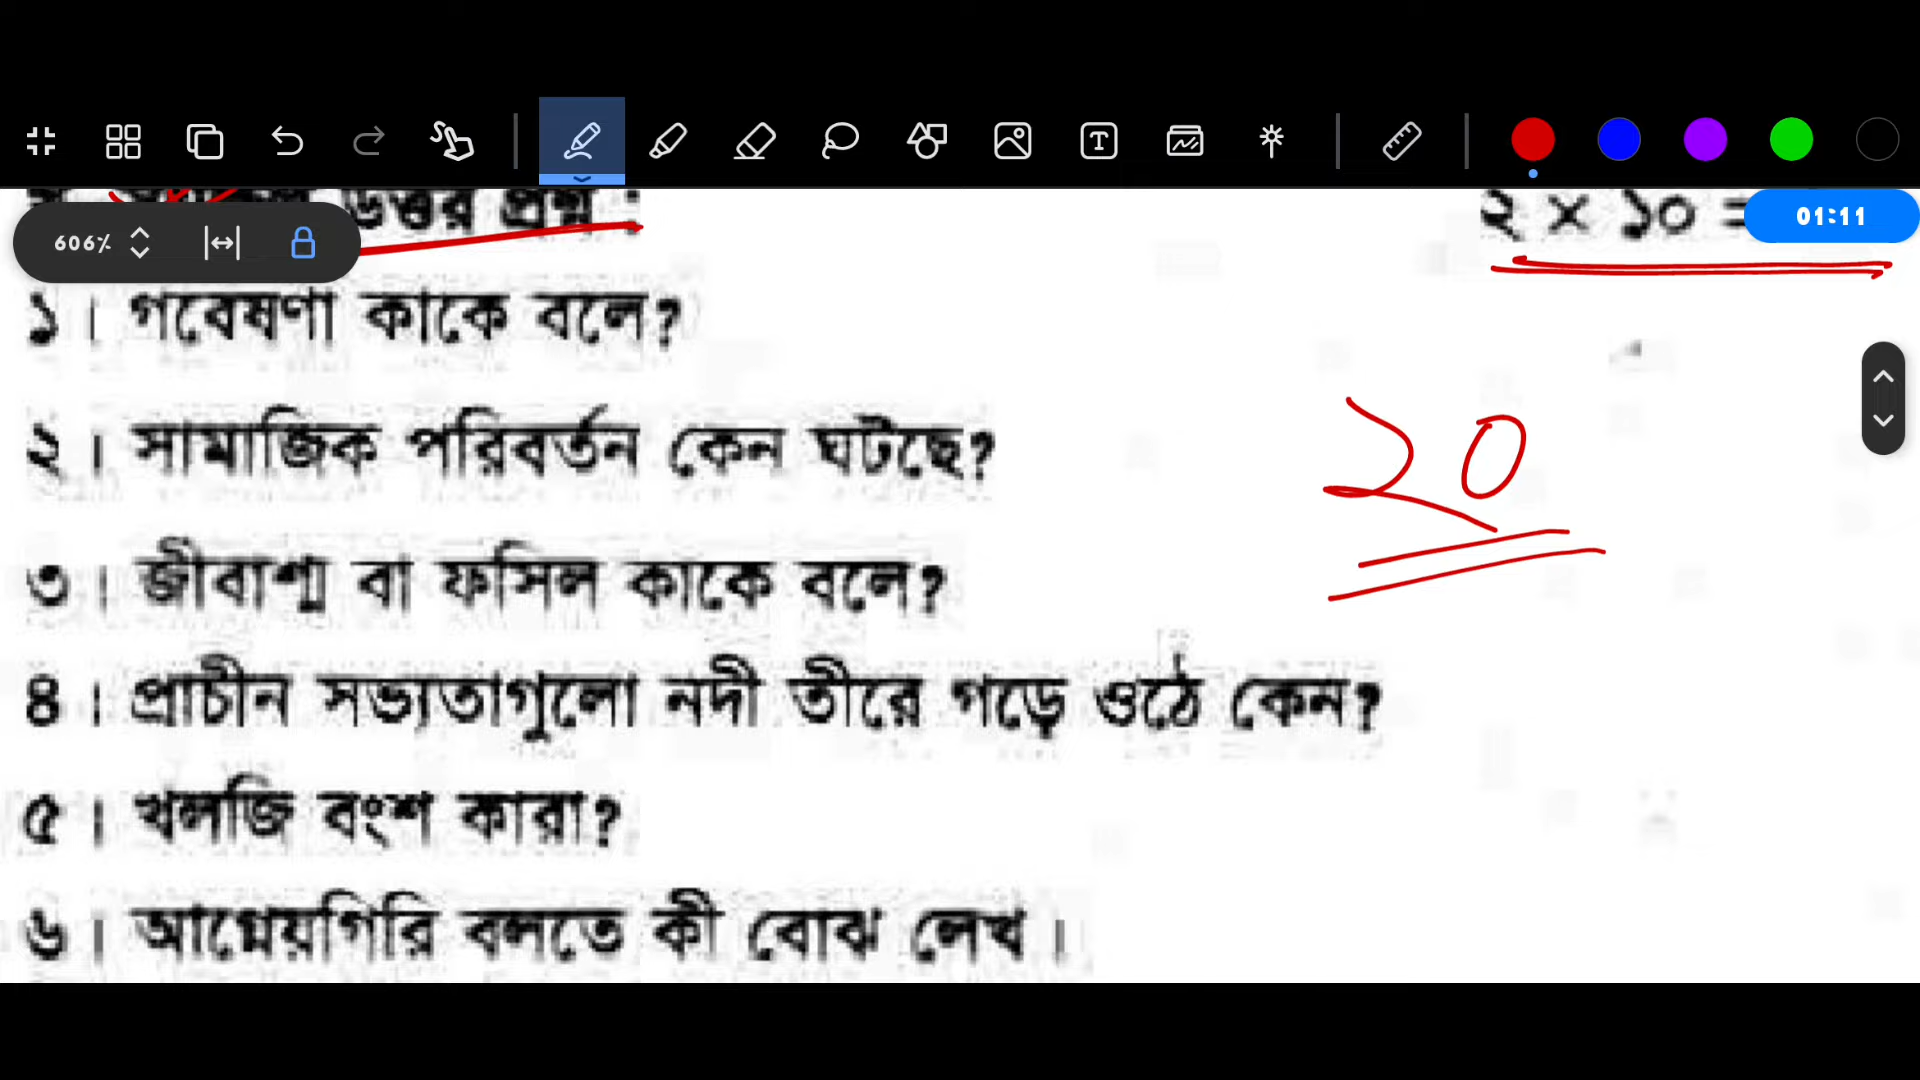 উত্তর প্রশ্ন :
২ × ১০ =
01:11
606%
১। গবেষণা কাকে বলে?
২। সামাজিক পরিবর্তন কেন ঘটছে?
২০
৩। জীবাশ্ম বা ফসিল কাকে বলে?
৪। প্রাচীন সভ্যতাগুলো নদী তীরে গড়ে ওঠে কেন?
৫। খলজি বংশ কারা?
৬। আগ্নেয়গিরি বলতে কী বোঝ লেখ।